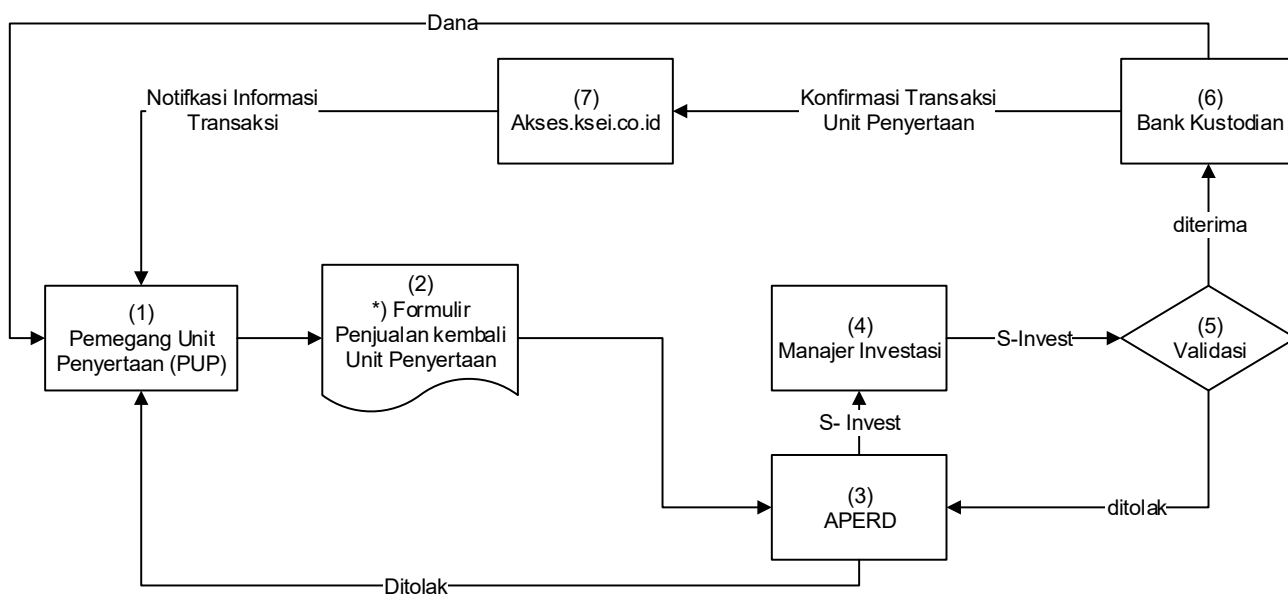 Dana
Notifkasi Informasi
Transaksi
(7)
Akses.ksei.co.id
Konfirmasi Transaksi
Unit Penyertaan
(6)
Bank Kustodian
diterima
(1)
Pemegang Unit
Penyertaan (PUP)
(2)
*) Formulir
Penjualan kembali
Unit Penyertaan
(4)
Manajer Investasi
S-Invest
(5)
Validasi
S- Invest
(3)
APERD
ditolak
Ditolak